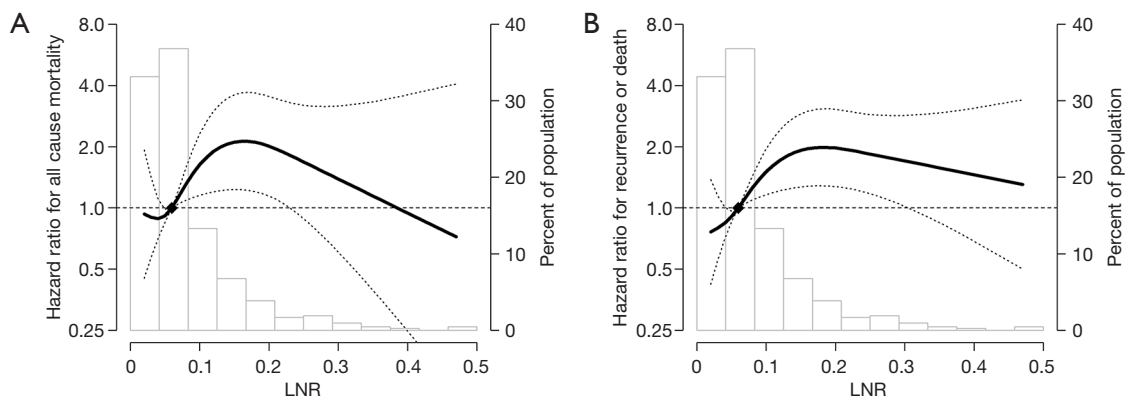 A
Hazard ratio for all cause mortality
8.0
4.0
2.0
1.0
0.5
0.25
0 0.1 0.2 0.3 0.4 0.5
LNR
40
30
20
10
0
Percent of population
B
Hazard ratio for recurrence or death
8.0
4.0
2.0
1.0
0.5
0.25
0 0.1 0.2 0.3 0.4 0.5
LNR
40
30
20
10
0
Percent of population